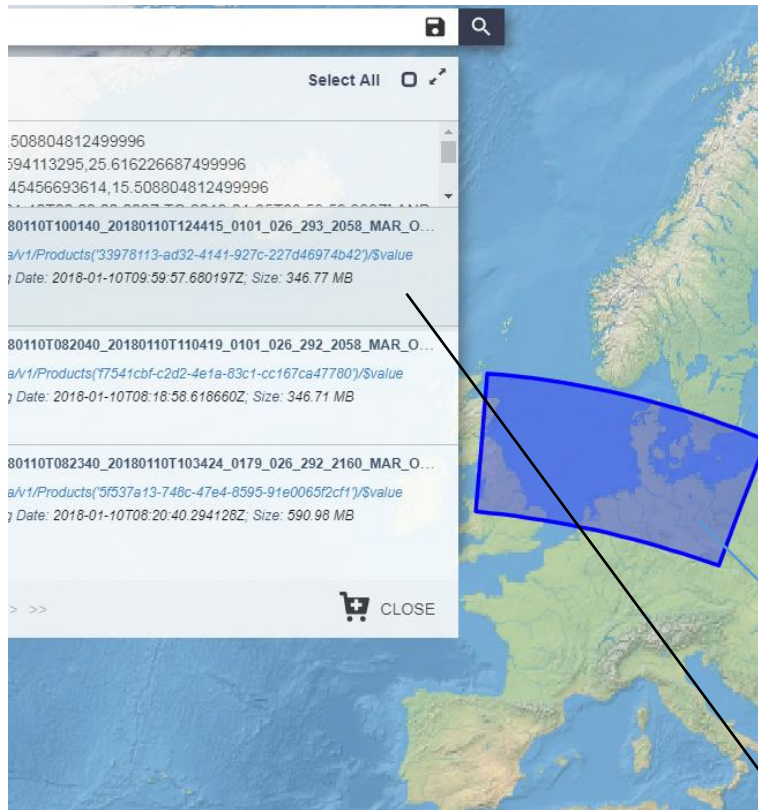 Select All
.508804812499996
594113295,25.616226687499996
45456693614,15.508804812499996
80110T100140_20180110T124415_0101_026_293_2058_MAR_O...
a/v1/Products('33978113-ad32-4141-927c-227d46974b42')/$value
g Date: 2018-01-10T09:59:57.680197Z; Size: 346.77 MB
80110T082040_20180110T110419_0101_026_292_2058_MAR_O...
a/v1/Products('f7541cbf-c2d2-4e1a-83c1-cc167ca47780')/$value
g Date: 2018-01-10T08:18:58.618660Z; Size: 346.71 MB
80110T082340_20180110T103424_0179_026_292_2160_MAR_O...
a/v1/Products('5f537a13-748c-47e4-8595-91e0065f2cf1')/$value
g Date: 2018-01-10T08:20:40.294128Z; Size: 590.98 MB
> >> CLOSE